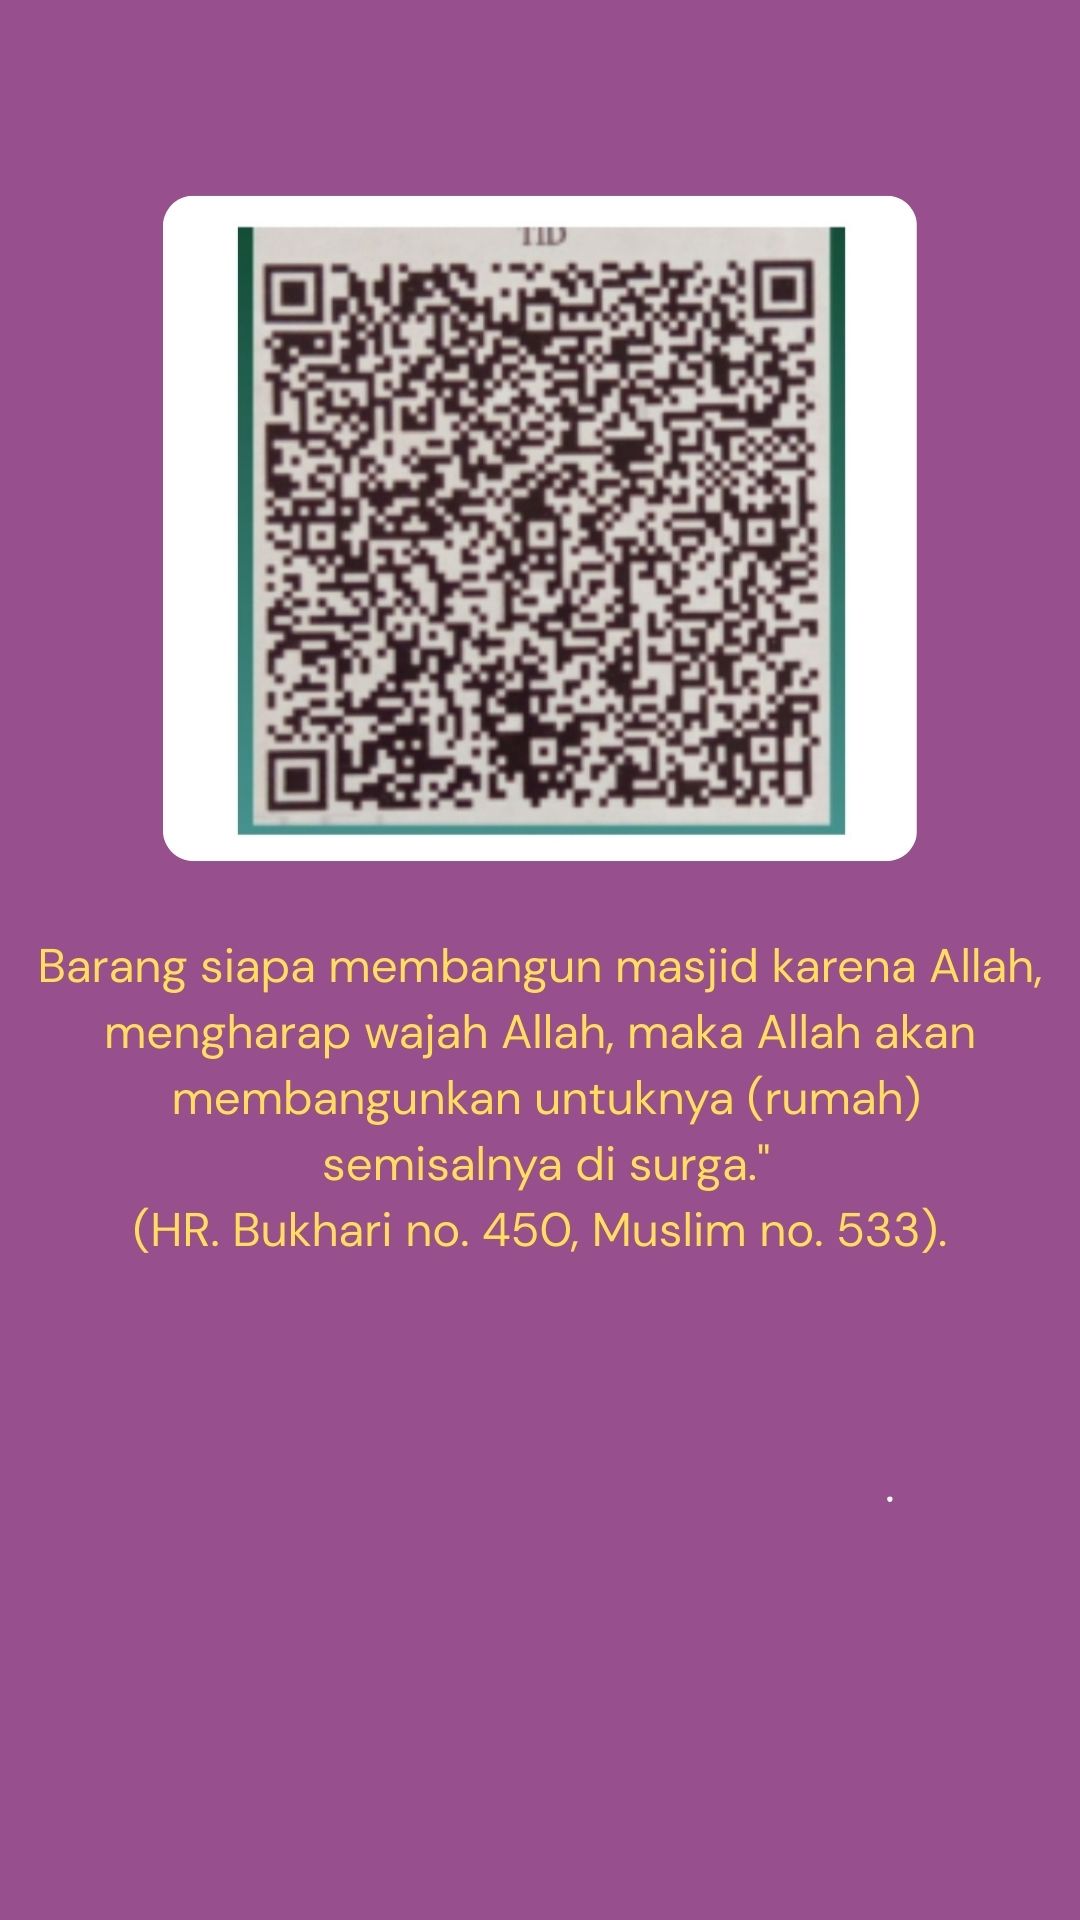 Barang siapa membangun masjid karena Allah,
mengharap wajah Allah, maka Allah akan
membangunkan untuknya (rumah)
semisalnya di surga."
(HR. Bukhari no. 450, Muslim no. 533).
.